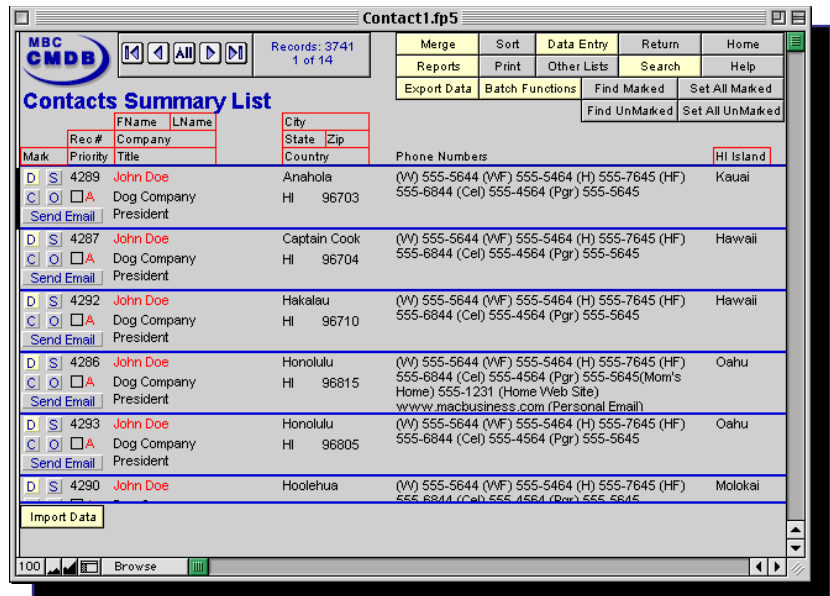 Contact1.fp5
MBC
CMDB
All
Records: 3741
1 of 14
Merge Sort Data Entry Return Home
Reports Print Other Lists Search Help
Export Data Batch Functions Find Marked Set All Marked
Find UnMarked Set All UnMarked
Contacts Summary List
FName LName City
Rec # Company State Zip
Mark Priority Title Country Phone Numbers HI Island
D S 4289 John Doe Anahola (W) 555-5644 (WF) 555-5464 (H) 555-7645 (HF) Kauai
C O A Dog Company HI 96703 555-6844 (Cel) 555-4564 (Pgr) 555-5645
Send Email President
D S 4287 John Doe Captain Cook (W) 555-5644 (WF) 555-5464 (H) 555-7645 (HF) Hawaii
C O A Dog Company HI 96704 555-6844 (Cel) 555-4564 (Pgr) 555-5645
Send Email President
D S 4292 John Doe Hakalau (W) 555-5644 (WF) 555-5464 (H) 555-7645 (HF) Hawaii
C O A Dog Company HI 96710 555-6844 (Cel) 555-4564 (Pgr) 555-5645
Send Email President
D S 4286 John Doe Honolulu (W) 555-5644 (WF) 555-5464 (H) 555-7645 (HF) Oahu
C O A Dog Company HI 96815 555-6844 (Cel) 555-4564 (Pgr) 555-5645(Mom's
Home) 555-1231 (Home Web Site)
Send Email President www.macbusiness.com (Personal Email)
D S 4293 John Doe Honolulu (W) 555-5644 (WF) 555-5464 (H) 555-7645 (HF) Oahu
C O A Dog Company HI 96805 555-6844 (Cel) 555-4564 (Pgr) 555-5645
Send Email President
D S 4290 John Doe Hoolehua (W) 555-5644 (WF) 555-5464 (H) 555-7645 (HF) Molokai
555-6844 (Cel) 555-4564 (Pgr) 555-5645
Import Data
100 Browse